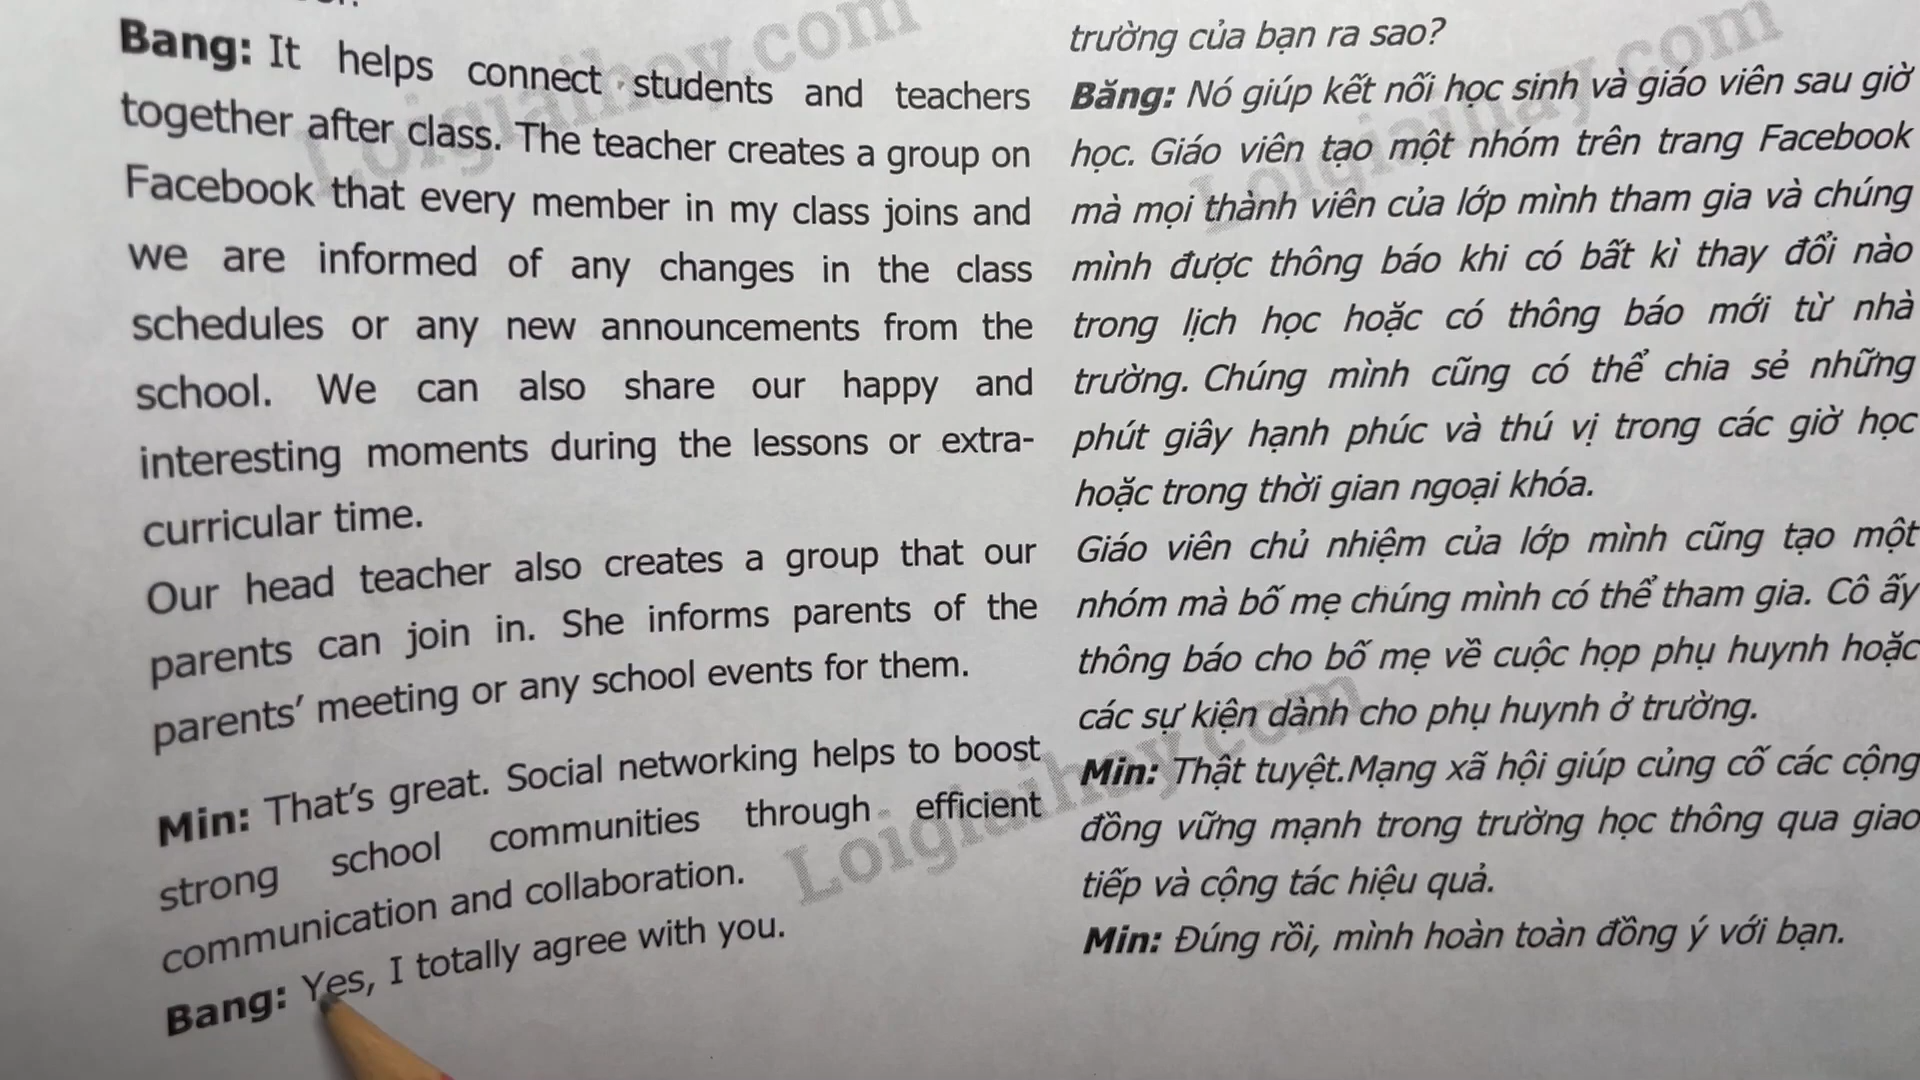 Bang: It helps connect students and teachers
together after class. The teacher creates a group on
Facebook that every member in my class joins and
we are informed of any changes in the class
schedules or any new announcements from the
school. We can also share our happy and
interesting moments during the lessons or extra-
curricular time.
Our head teacher also creates a group that our
parents can join in. She informs parents of the
parents’ meeting or any school events for them.
Min: That’s great. Social networking helps to boost
strong school communities through efficient
communication and collaboration.
Bang: Yes, I totally agree with you.
trường của bạn ra sao?
Băng: Nó giúp kết nối học sinh và giáo viên sau giờ
học. Giáo viên tạo một nhóm trên trang Facebook
mà mọi thành viên của lớp mình tham gia và chúng
mình được thông báo khi có bất kì thay đổi nào
trong lịch học hoặc có thông báo mới từ nhà
trường. Chúng mình cũng có thể chia sẻ những
phút giây hạnh phúc và thú vị trong các giờ học
hoặc trong thời gian ngoại khóa.
Giáo viên chủ nhiệm của lớp mình cũng tạo một
nhóm mà bố mẹ chúng mình có thể tham gia. Cô ấy
thông báo cho bố mẹ về cuộc họp phụ huynh hoặc
các sự kiện dành cho phụ huynh ở trường.
Min: Thật tuyệt.Mạng xã hội giúp củng cố các cộng
đồng vững mạnh trong trường học thông qua giao
tiếp và cộng tác hiệu quả.
Min: Đúng rồi, mình hoàn toàn đồng ý với bạn.
Loigiaihay.com
Loigiaihay.com
Loigiaihay.com